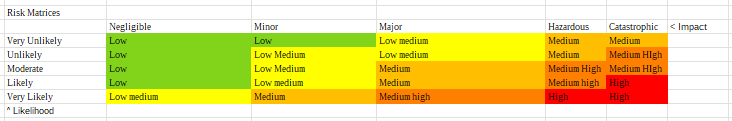 Risk Matrices
Negligible Minor Major Hazardous Catastrophic < Impact
Very Unlikely Low Low Low medium Medium Medium
Unlikely Low Low Medium Low medium Medium Medium HIgh
Moderate Low Low Medium Medium Medium High Medium HIgh
Likely Low Low medium Medium Medium high High
Very Likely Low medium Medium Medium high High High
^ Likelihood